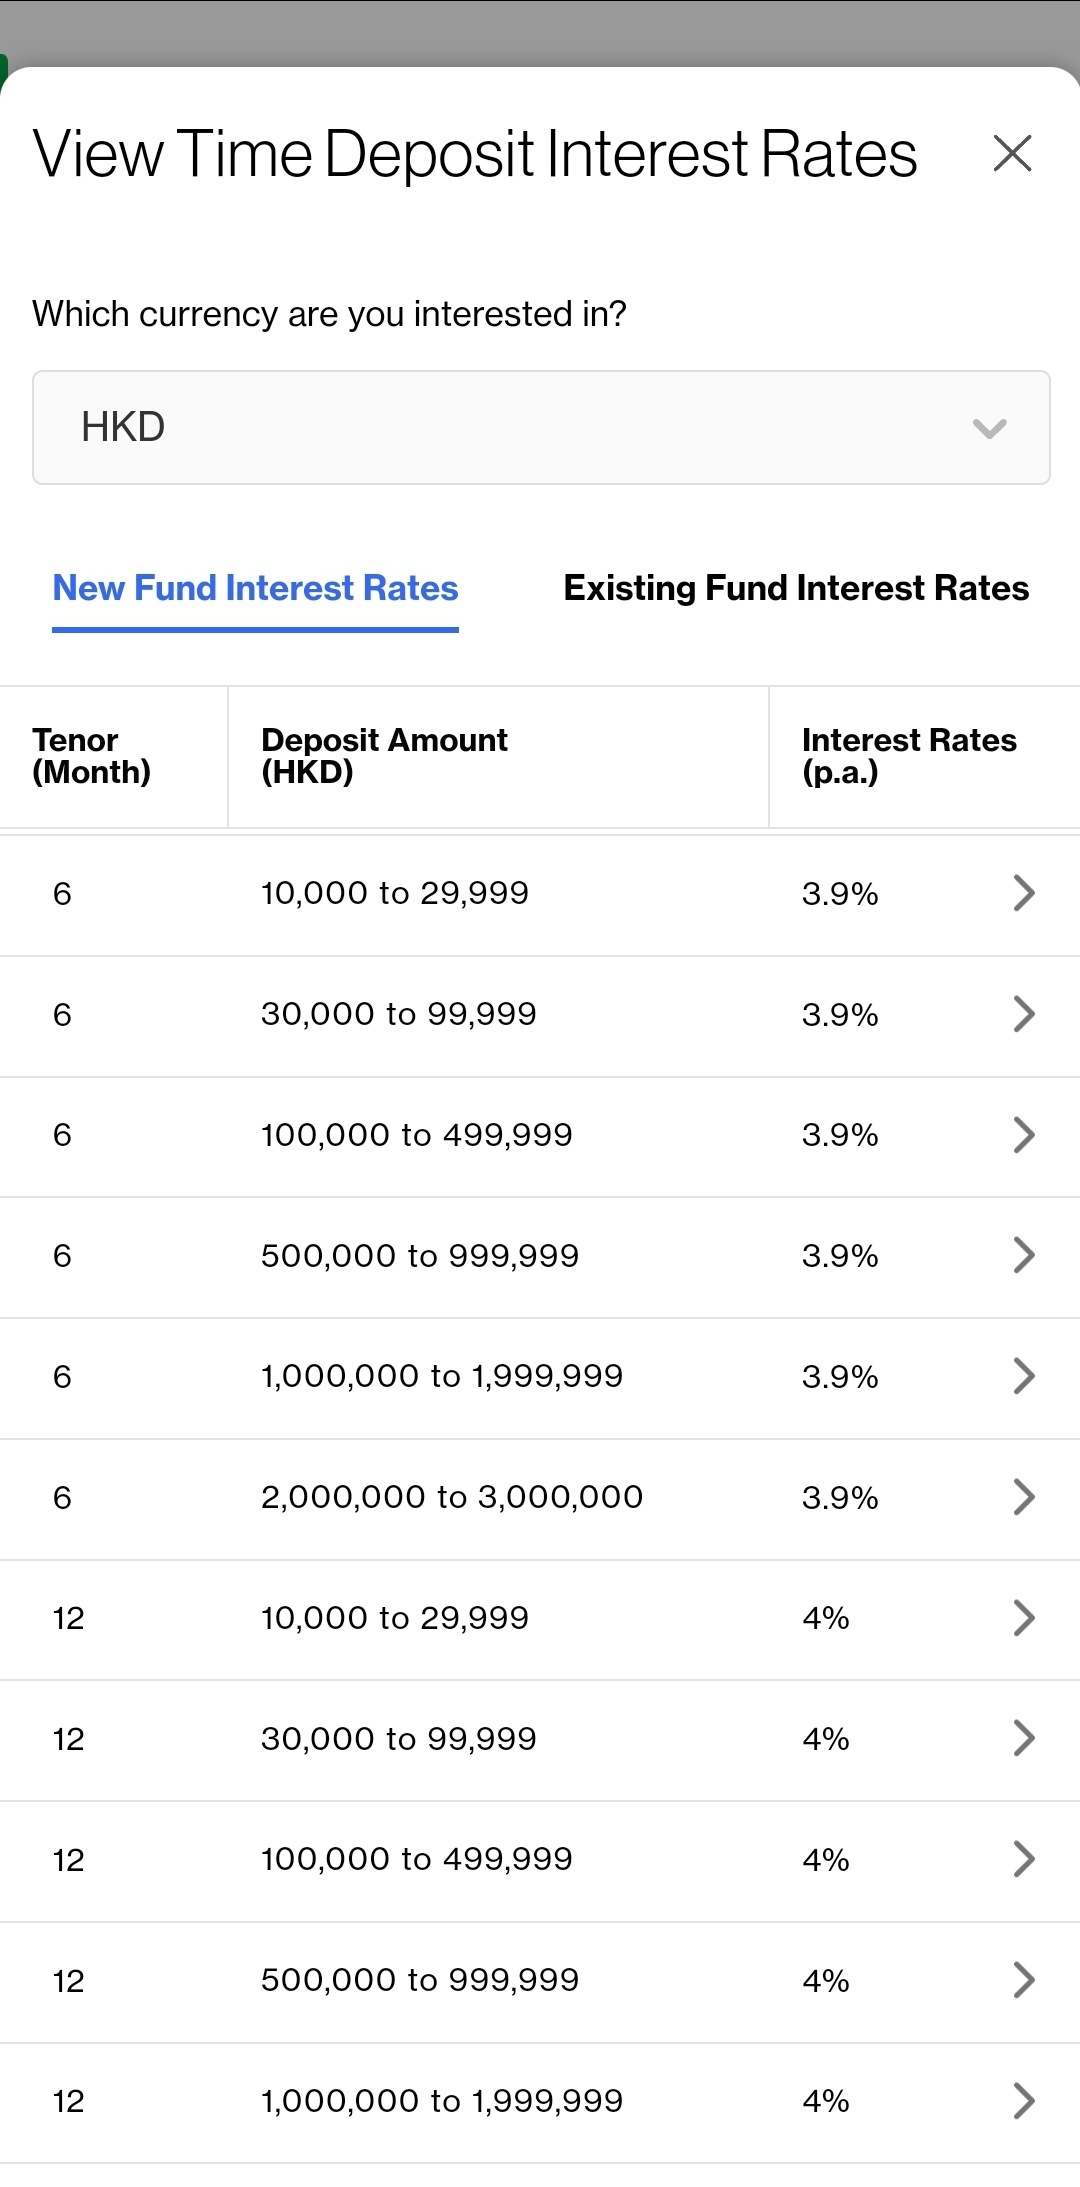 View Time Deposit Interest Rates
Which currency are you interested in?
HKD
New Fund Interest Rates Existing Fund Interest Rates
Tenor (Month) Deposit Amount (HKD) Interest Rates (p.a.)
6 10,000 to 29,999 3.9%
6 30,000 to 99,999 3.9%
6 100,000 to 499,999 3.9%
6 500,000 to 999,999 3.9%
6 1,000,000 to 1,999,999 3.9%
6 2,000,000 to 3,000,000 3.9%
12 10,000 to 29,999 4%
12 30,000 to 99,999 4%
12 100,000 to 499,999 4%
12 500,000 to 999,999 4%
12 1,000,000 to 1,999,999 4%